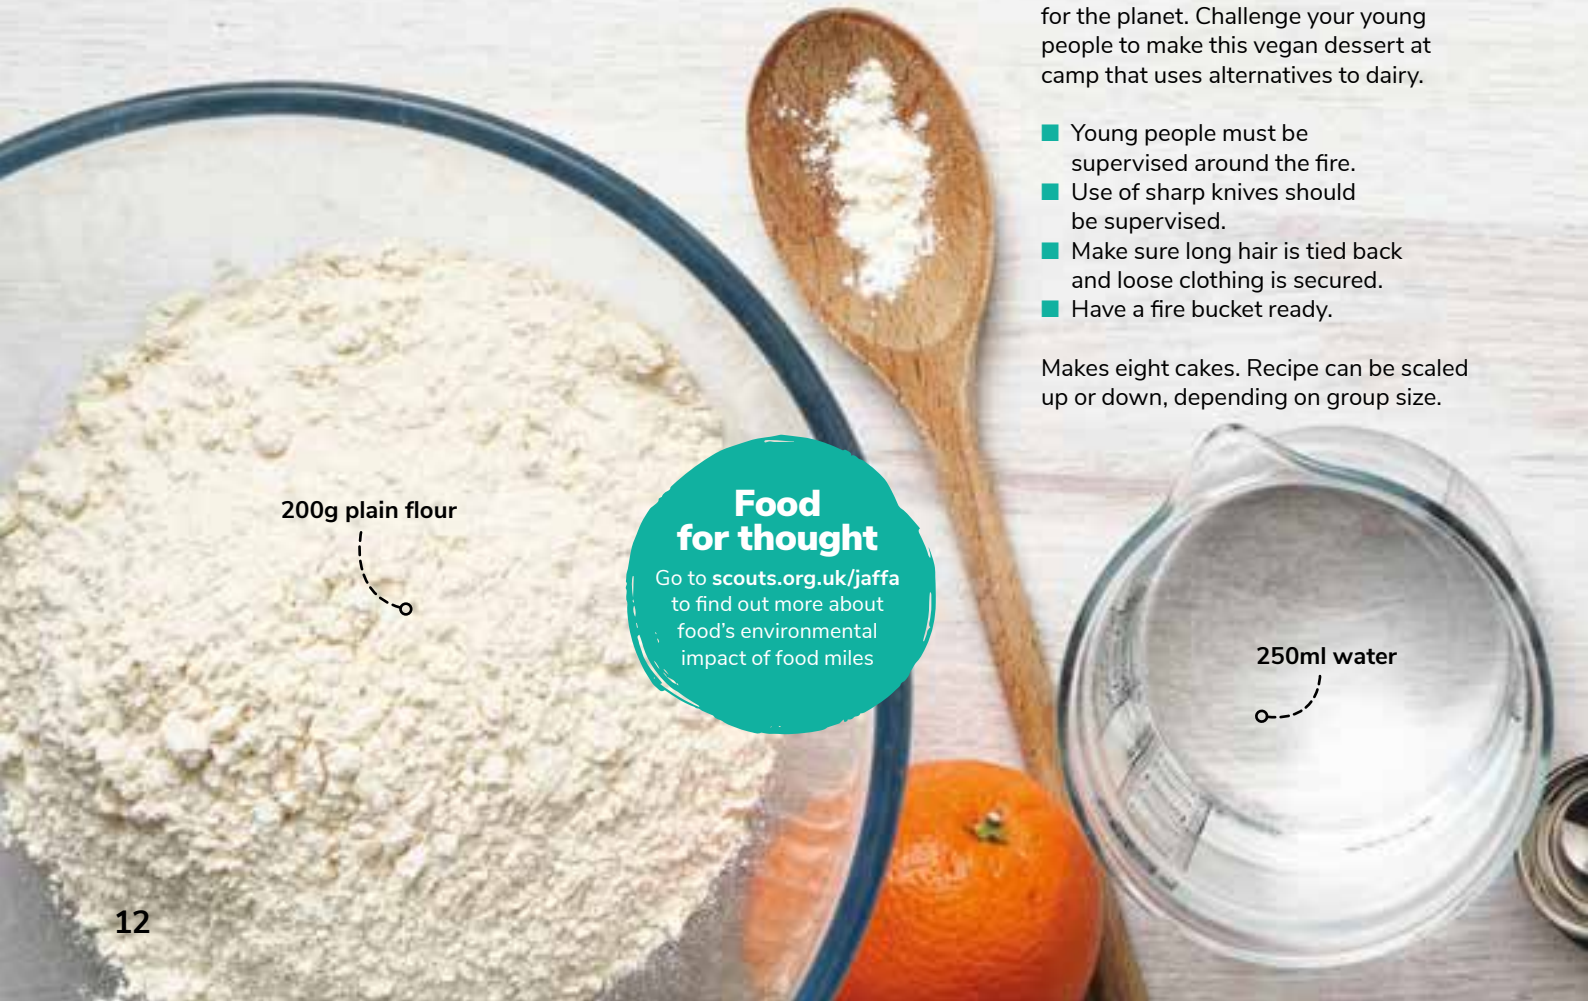 for the planet. Challenge your young
people to make this vegan dessert at
camp that uses alternatives to dairy.
■ Young people must be
supervised around the fire.
■ Use of sharp knives should
be supervised.
■ Make sure long hair is tied back
and loose clothing is secured.
■ Have a fire bucket ready.
Makes eight cakes. Recipe can be scaled
up or down, depending on group size.
200g plain flour
Food
for thought
Go to scouts.org.uk/jaffa
to find out more about
food's environmental
impact of food miles
250ml water
12